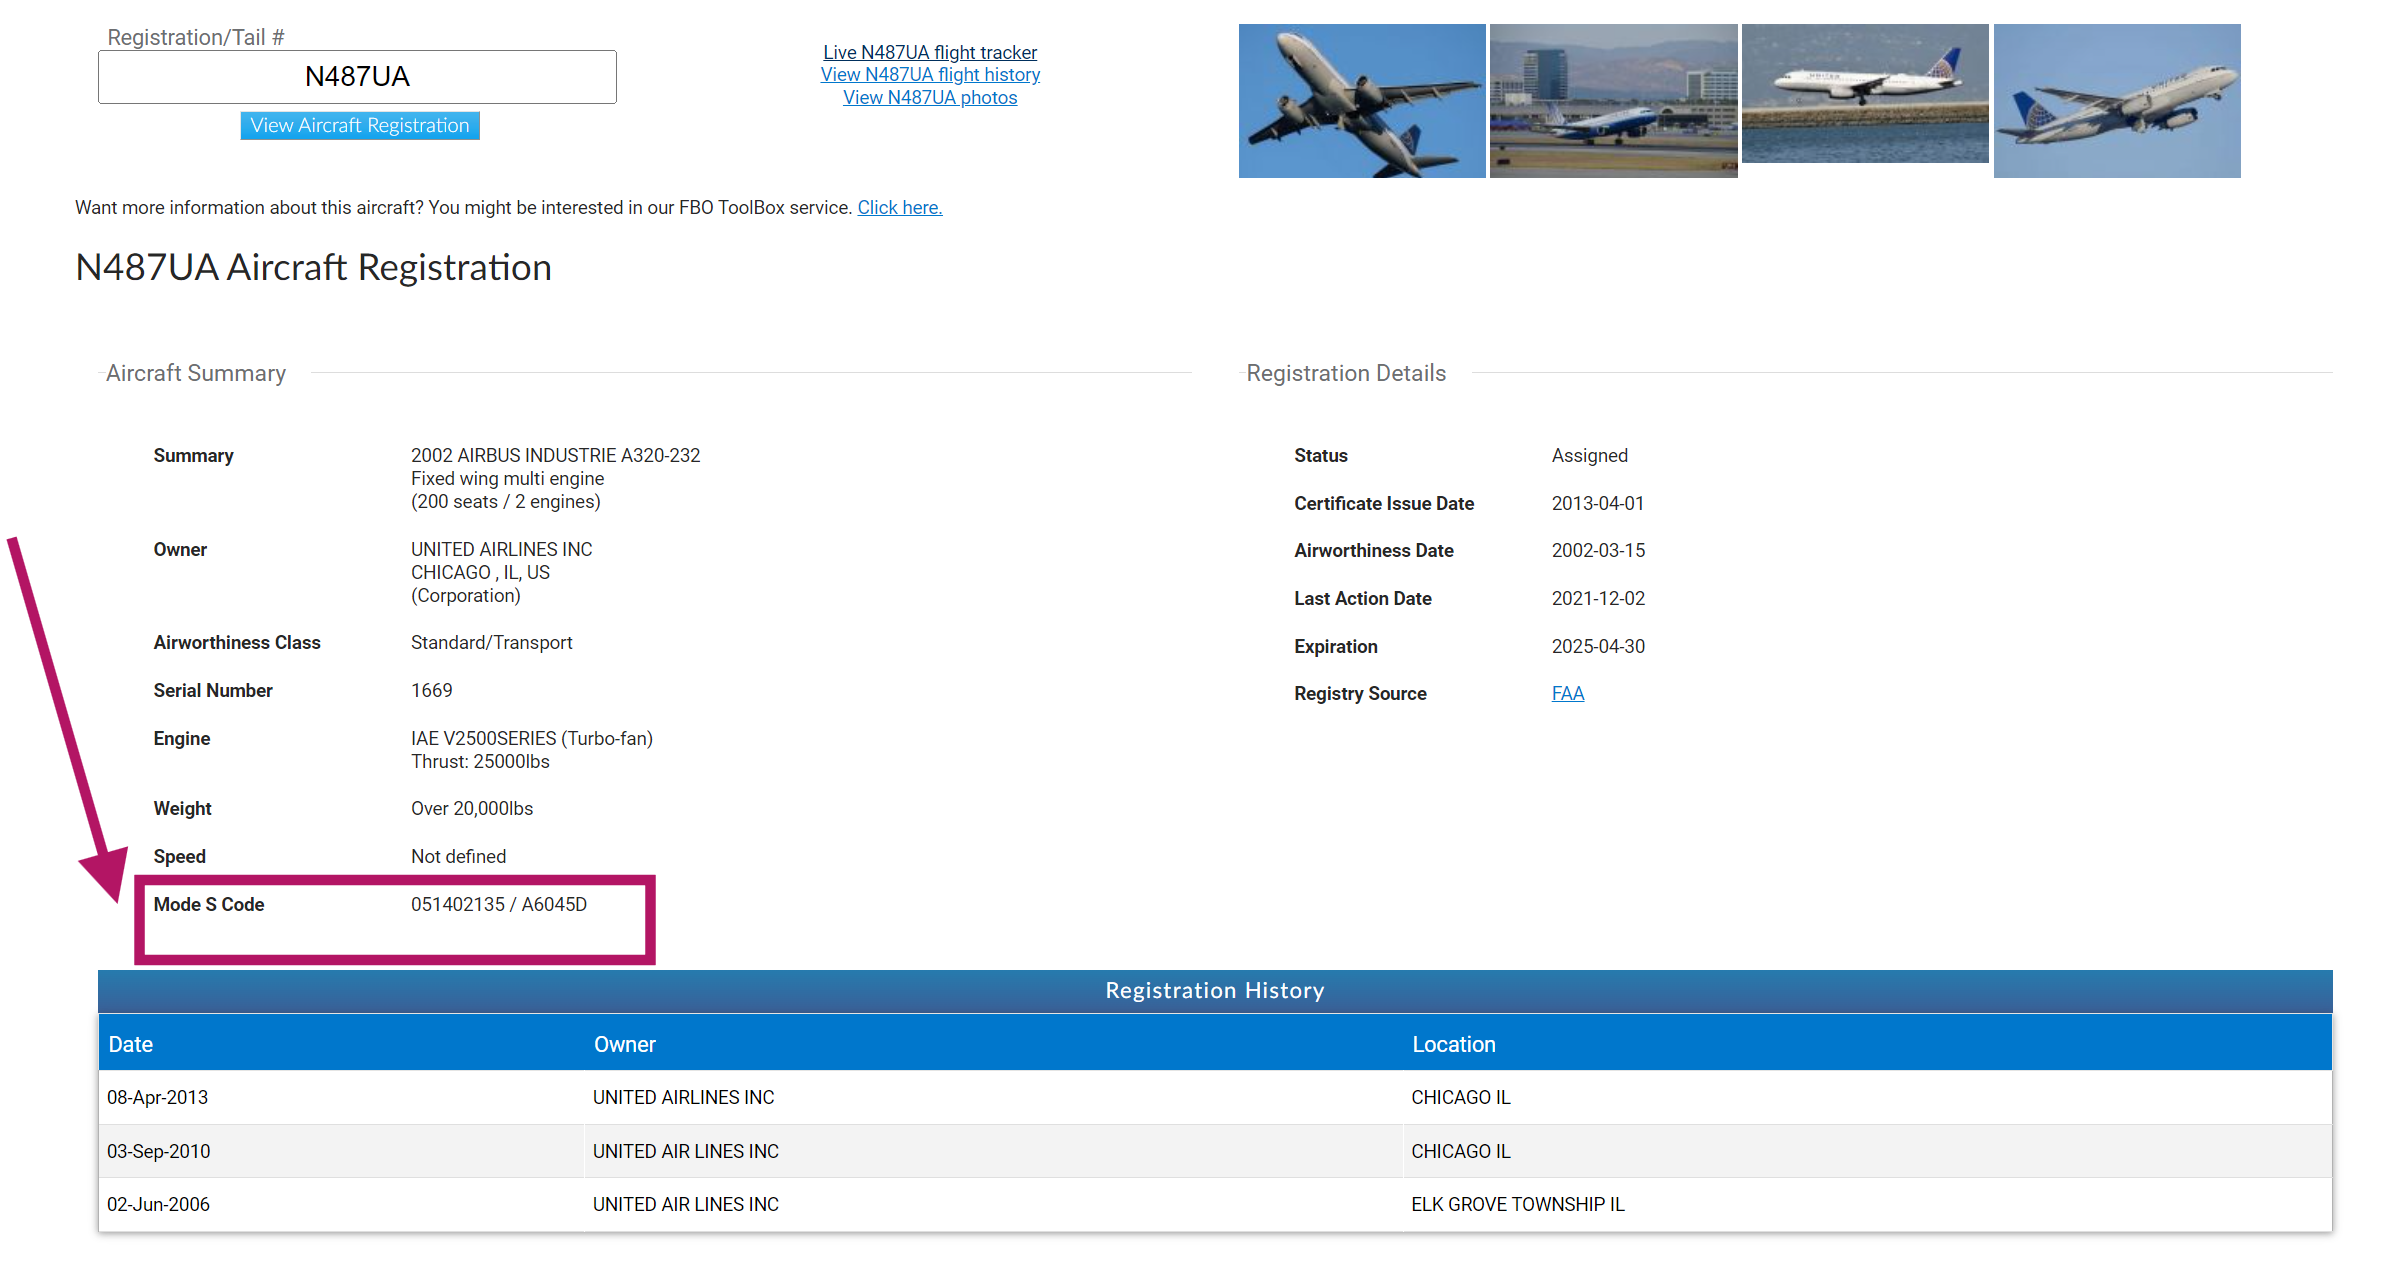 Registration/Tail #
N487UA
View Aircraft Registration
Live N487UA flight tracker
View N487UA flight history
View N487UA photos
Want more information about this aircraft? You might be interested in our FBO ToolBox service. Click here.
N487UA Aircraft Registration
Aircraft Summary
Summary
2002 AIRBUS INDUSTRIE A320-232
Fixed wing multi engine
(200 seats / 2 engines)
Owner
UNITED AIRLINES INC
CHICAGO , IL, US
(Corporation)
Airworthiness Class
Standard/Transport
Serial Number
1669
Engine
IAE V2500SERIES (Turbo-fan)
Thrust: 25000lbs
Weight
Over 20,000lbs
Speed
Not defined
Mode S Code
051402135 / A6045D
Registration Details
Status
Assigned
Certificate Issue Date
2013-04-01
Airworthiness Date
2002-03-15
Last Action Date
2021-12-02
Expiration
2025-04-30
Registry Source
FAA
Registration History
Date Owner Location
08-Apr-2013 UNITED AIRLINES INC CHICAGO IL
03-Sep-2010 UNITED AIR LINES INC CHICAGO IL
02-Jun-2006 UNITED AIR LINES INC ELK GROVE TOWNSHIP IL